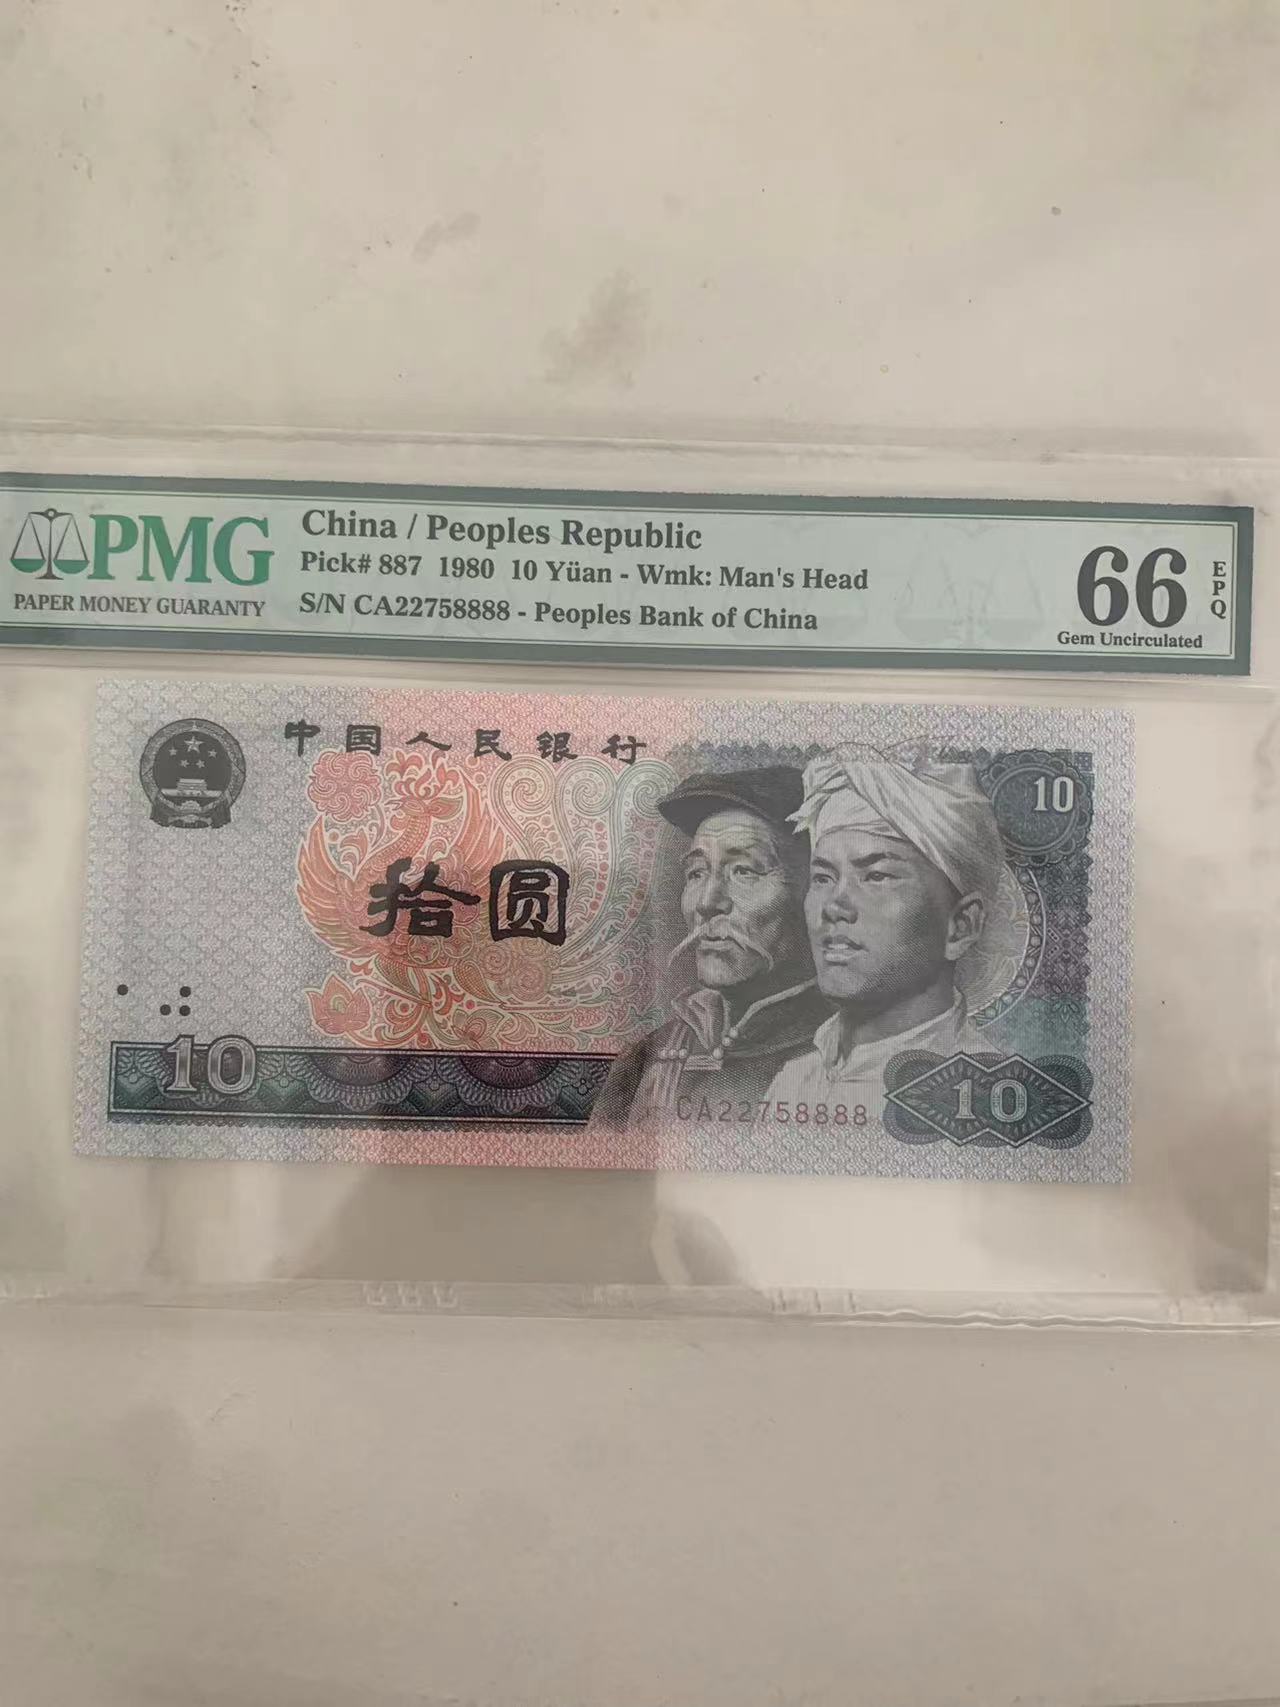 PMG
PAPER MONEY GUARANTY
China / Peoples Republic
Pick# 887 1980 10 Yüan - Wmk: Man's Head
S/N CA22758888 - Peoples Bank of China
66 EPQ
Gem Uncirculated
中国人民银行
10
拾圆
10
CA22758888
10